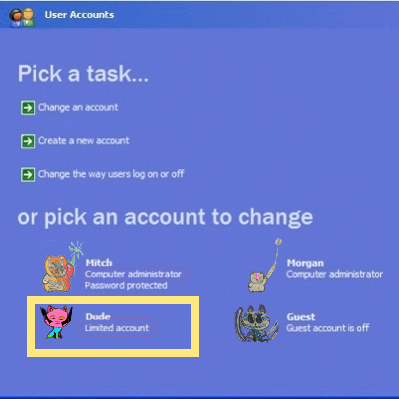 User Accounts
Pick a task...
Change an account
Create a new account
Change the way users log on or off
or pick an account to change
Mitch
Computer administrator
Password protected
Morgan
Computer administrator
Dude
Limited account
Guest
Guest account is off